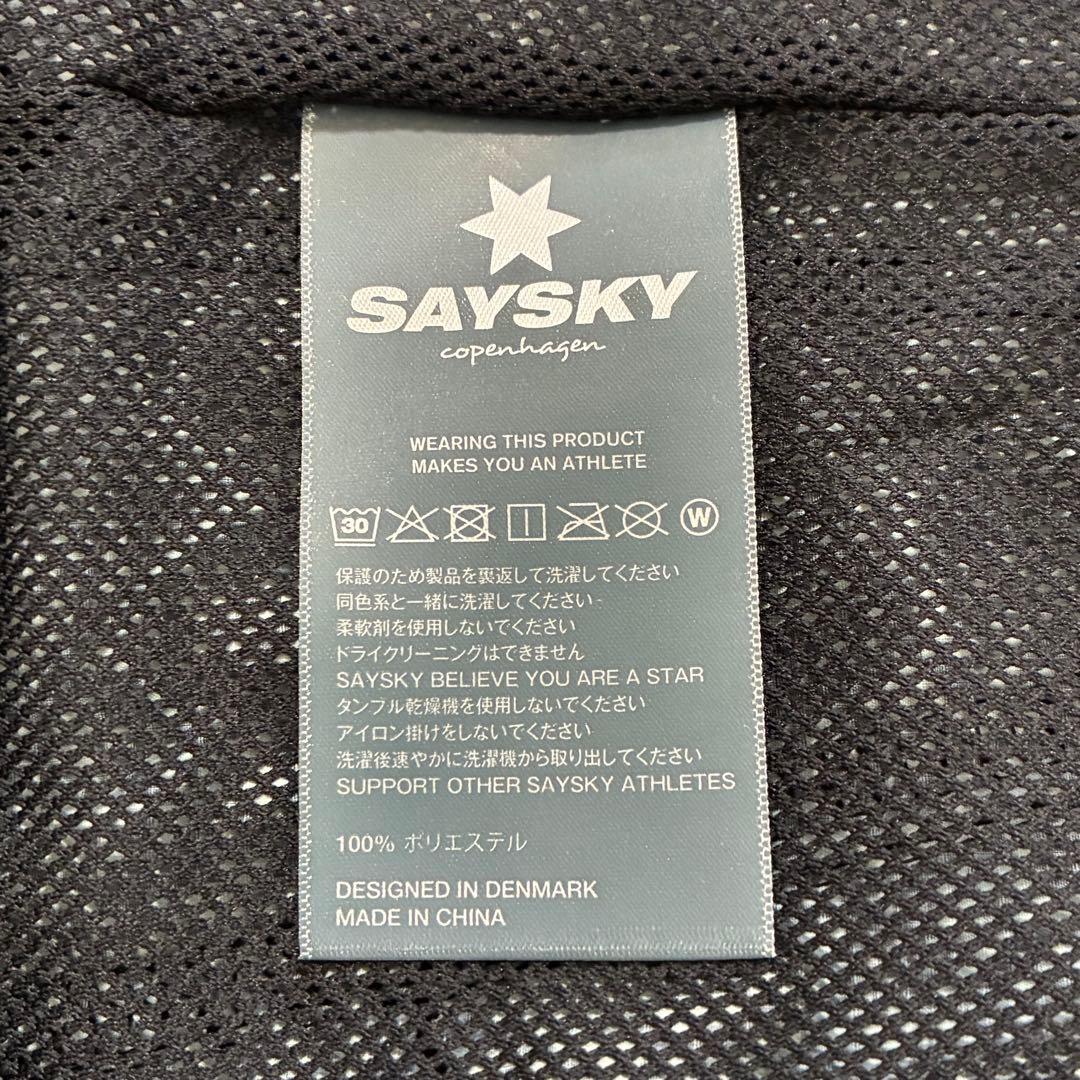 SAYSKY
copenhagen
WEARING THIS PRODUCT
MAKES YOU AN ATHLETE
30 W
保護のため製品を裏返して洗濯してください
同色系と一緒に洗濯してください
柔軟剤を使用しないでください
ドライクリーニングはできません
SAYSKY BELIEVE YOU ARE A STAR
タンブル乾燥機を使用しないでください
アイロン掛けをしないでください
洗濯後速やかに洗濯機から取り出してください
SUPPORT OTHER SAYSKY ATHLETES
100% ポリエステル
DESIGNED IN DENMARK
MADE IN CHINA